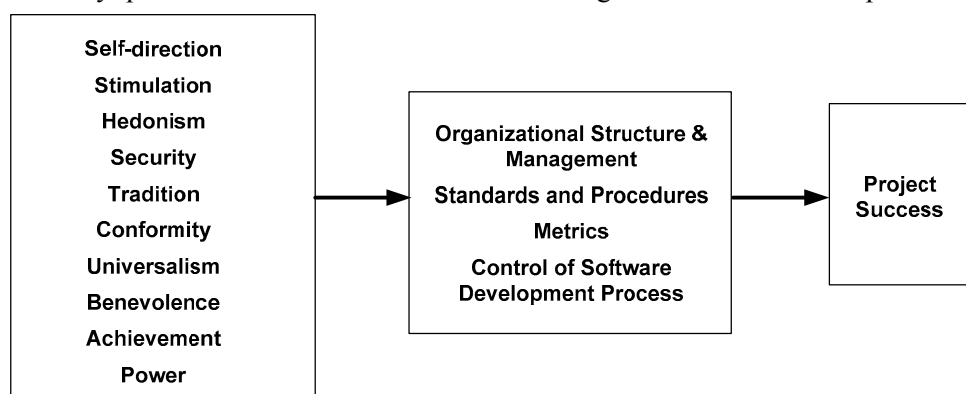 Self-direction
Stimulation
Hedonism
Security
Tradition
Conformity
Universalism
Benevolence
Achievement
Power
Organizational Structure &
Management
Standards and Procedures
Metrics
Control of Software
Development Process
Project
Success